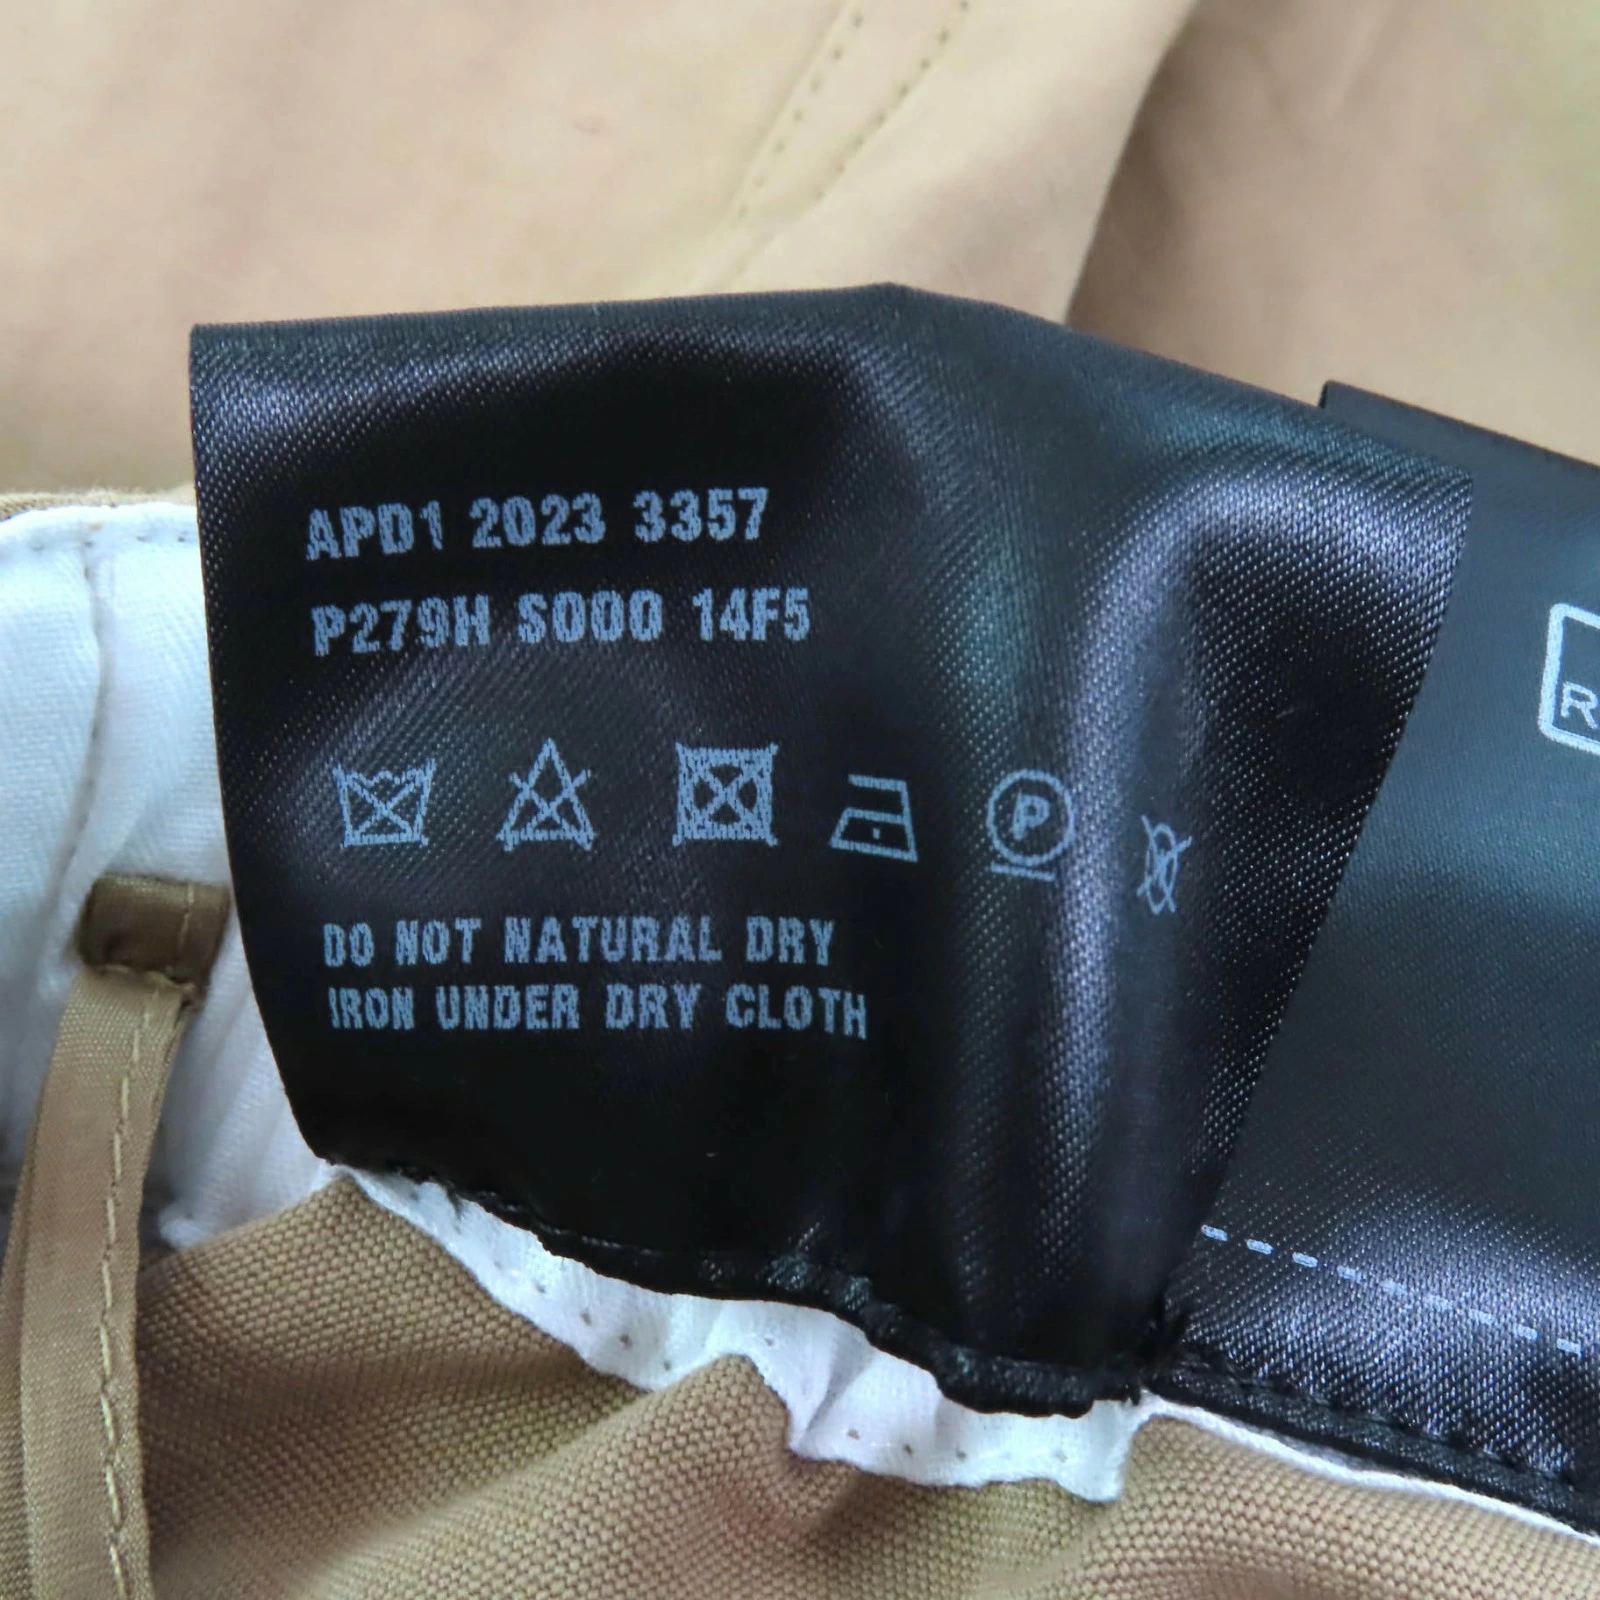 APD1 2023 3357
P279H S000 14F5
P
DO NOT NATURAL DRY
IRON UNDER DRY CLOTH
R